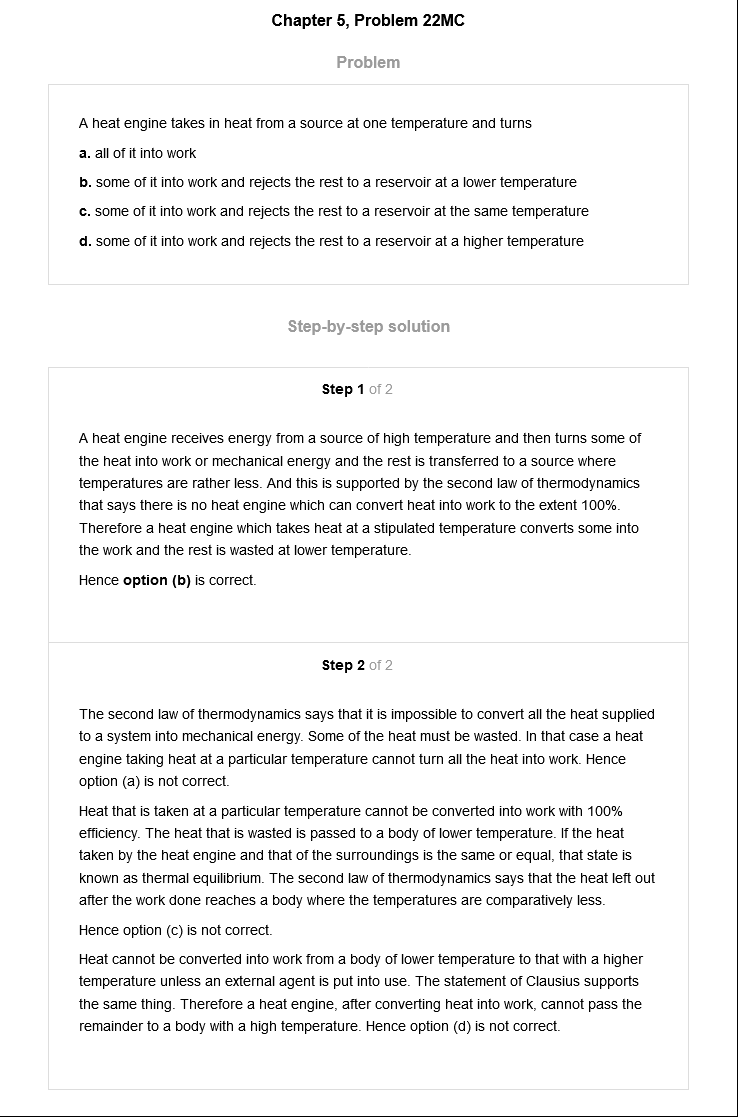 Chapter 5, Problem 22MC
Problem
A heat engine takes in heat from a source at one temperature and turns
a. all of it into work
b. some of it into work and rejects the rest to a reservoir at a lower temperature
c. some of it into work and rejects the rest to a reservoir at the same temperature
d. some of it into work and rejects the rest to a reservoir at a higher temperature
Step-by-step solution
Step 1 of 2
A heat engine receives energy from a source of high temperature and then turns some of
the heat into work or mechanical energy and the rest is transferred to a source where
temperatures are rather less. And this is supported by the second law of thermodynamics
that says there is no heat engine which can convert heat into work to the extent 100%.
Therefore a heat engine which takes heat at a stipulated temperature converts some into
the work and the rest is wasted at lower temperature.
Hence option (b) is correct.
Step 2 of 2
The second law of thermodynamics says that it is impossible to convert all the heat supplied
to a system into mechanical energy. Some of the heat must be wasted. In that case a heat
engine taking heat at a particular temperature cannot turn all the heat into work. Hence
option (a) is not correct.
Heat that is taken at a particular temperature cannot be converted into work with 100%
efficiency. The heat that is wasted is passed to a body of lower temperature. If the heat
taken by the heat engine and that of the surroundings is the same or equal, that state is
known as thermal equilibrium. The second law of thermodynamics says that the heat left out
after the work done reaches a body where the temperatures are comparatively less.
Hence option (c) is not correct.
Heat cannot be converted into work from a body of lower temperature to that with a higher
temperature unless an external agent is put into use. The statement of Clausius supports
the same thing. Therefore a heat engine, after converting heat into work, cannot pass the
remainder to a body with a high temperature. Hence option (d) is not correct.